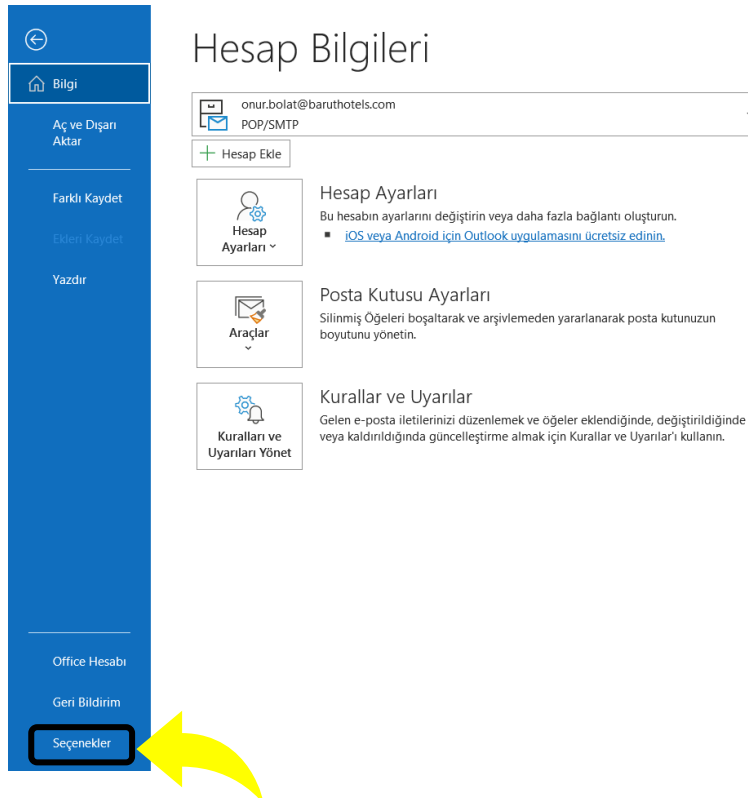 Hesap Bilgileri
Bilgi
Aç ve Dışarı
Aktar
Farklı Kaydet
Ekleri Kaydet
Yazdır
Office Hesabı
Geri Bildirim
Seçenekler
onur.bolat@baruthotels.com
POP/SMTP
Hesap Ekle
Hesap
Ayarları
Hesap Ayarları
Bu hesabın ayarlarını değiştirin veya daha fazla bağlantı oluşturun.
iOS veya Android için Outlook uygulamasını ücretsiz edinin.
Araçlar
Posta Kutusu Ayarları
Silinmiş Öğeleri boşaltarak ve arşivlemeden yararlanarak posta kutunuzun
boyutunu yönetin.
Kuralları ve
Uyarıları Yönet
Kurallar ve Uyarılar
Gelen e-posta iletilerinizi düzenlemek ve öğeler eklendiğinde, değiştirildiğinde
veya kaldırıldığında güncelleştirme almak için Kurallar ve Uyarılar'ı kullanın.